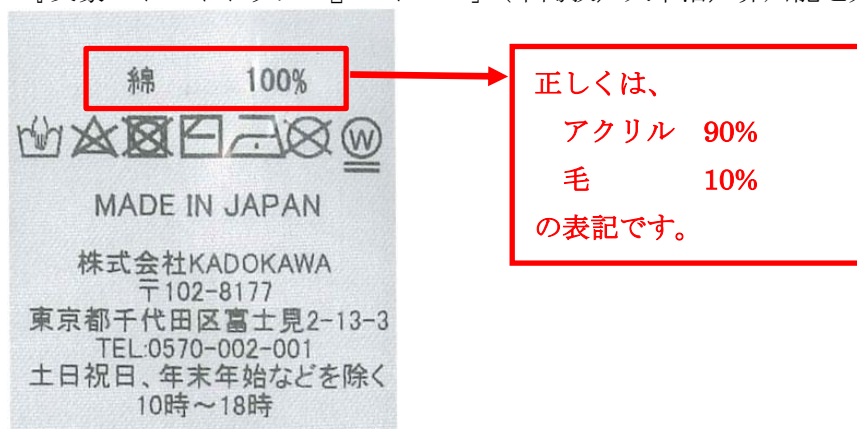 綿 100%
MADE IN JAPAN
株式会社KADOKAWA
〒102-8177
東京都千代田区富士見2-13-3
TEL:0570-002-001
土日祝日、年末年始などを除く
10時～18時
正しくは、
アクリル 90%
毛 10%
の表記です。